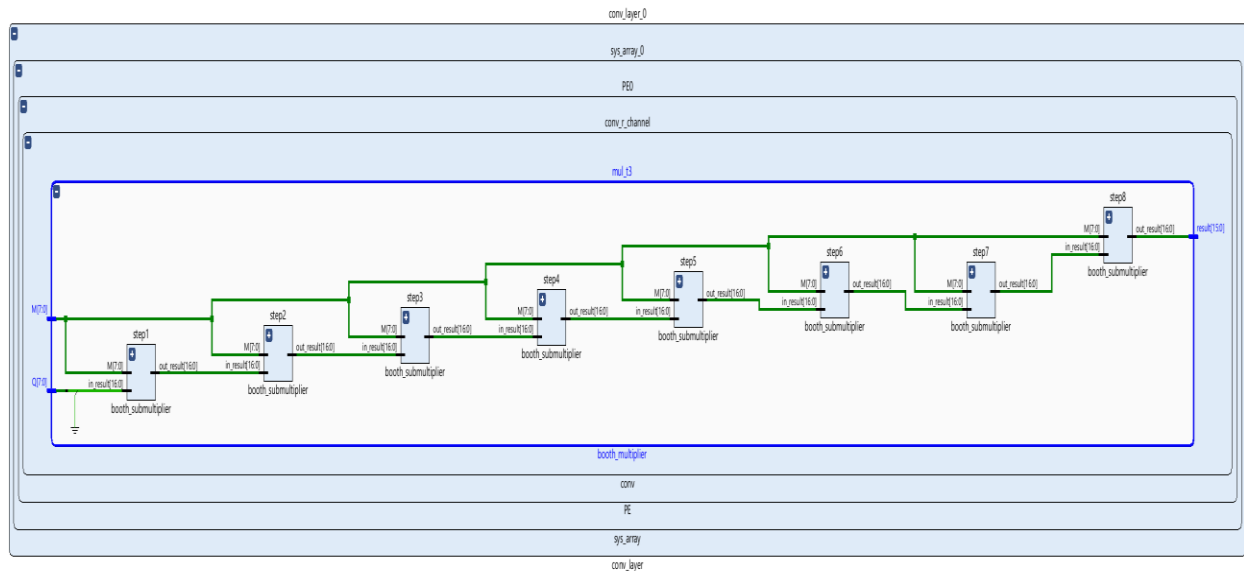 conv_layer_0
sys_array_0
PE0
conv_r_channel
mul_t3
step8
M[7:0] out_result(16:0) result(15:0)
in_result(16:0)
booth_submultiplier
step6
M[7:0] out_result(16:0)
in_result(16:0)
booth_submultiplier
step7
M[7:0] out_result(16:0)
in_result(16:0)
booth_submultiplier
step5
M[7:0] out_result(16:0)
in_result(16:0)
booth_submultiplier
step4
M[7:0] out_result(16:0)
in_result(16:0)
booth_submultiplier
step3
M[7:0] out_result(16:0)
in_result(16:0)
booth_submultiplier
step2
M[7:0] out_result(16:0)
in_result(16:0)
booth_submultiplier
M[7:0]
step1
M[7:0] out_result(16:0)
Q[7:0] in_result(16:0)
booth_submultiplier
booth_multiplier
conv
PE
sys_array
conv_layer